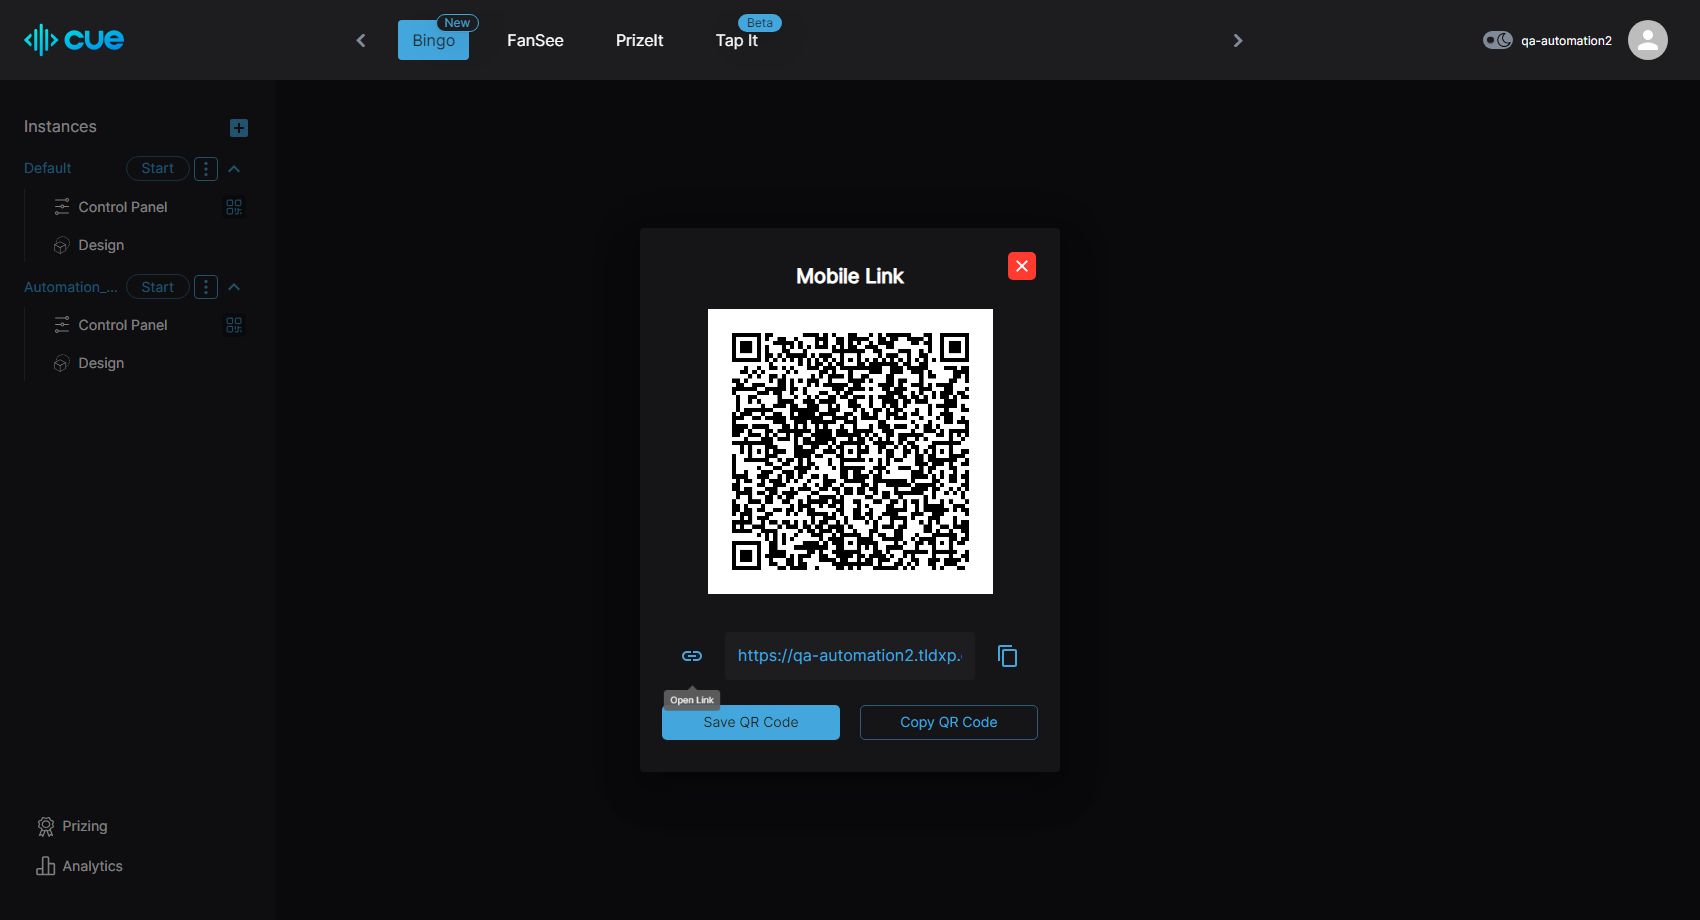 cue
Bingo
New
FanSee
PrizeIt
Tap It
Beta
qa-automation2
Instances
Default
Start
Control Panel
Design
Automation_...
Start
Control Panel
Design
Prizing
Analytics
Mobile Link
https://qa-automation2.tldxp.
Open Link
Save QR Code
Copy QR Code